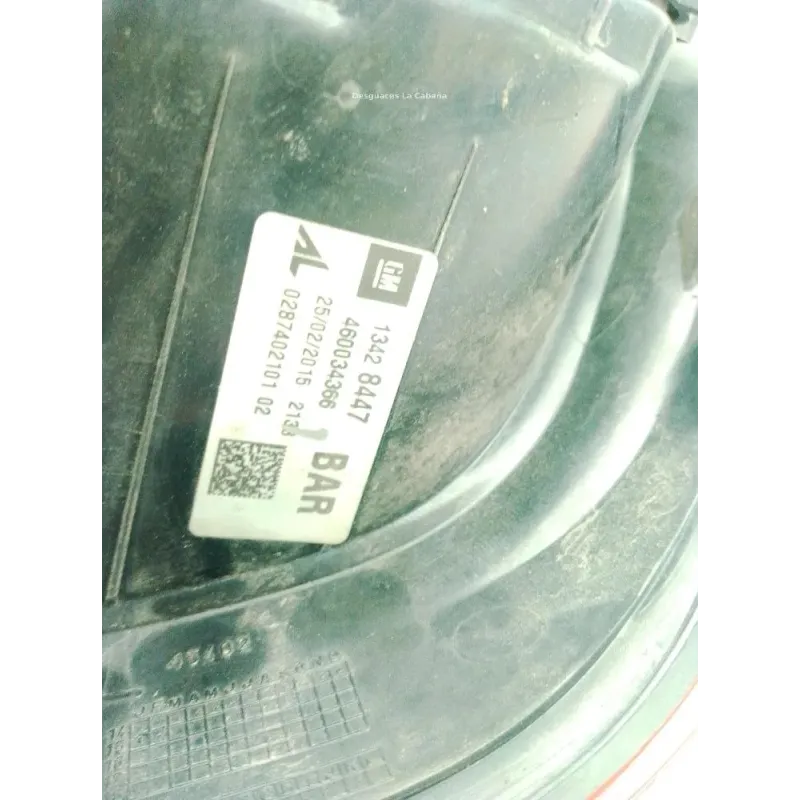 Desguaces La Cabaña
AL
GM
1342 8447
460034366
BAR
25/02/2015 2133
0287402101 02